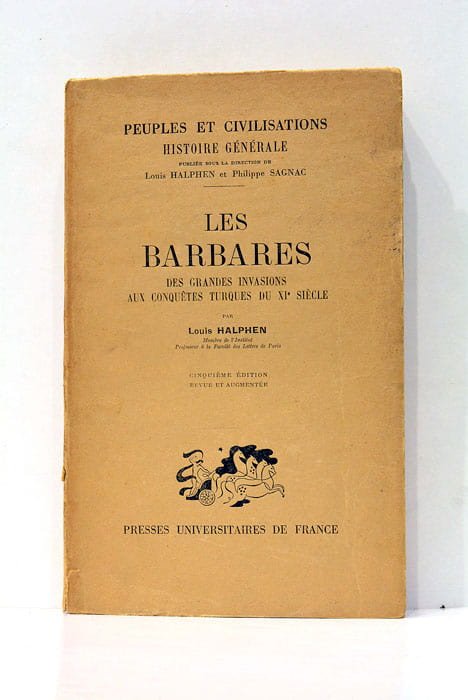 PEUPLES ET CIVILISATIONS
HISTOIRE GÉNÉRALE
PUBLIÉE SOUS LA DIRECTION DE
Louis HALPHEN et Philippe SAGNAC
LES
BARBARES
DES GRANDES INVASIONS
AUX CONQUÊTES TURQUES DU XIe SIÈCLE
PAR
Louis HALPHEN
Membre de l'Institut
Professeur à la Faculté des Lettres de Paris
CINQUIÈME ÉDITION
REVUE ET AUGMENTÉE
PRESSES UNIVERSITAIRES DE FRANCE